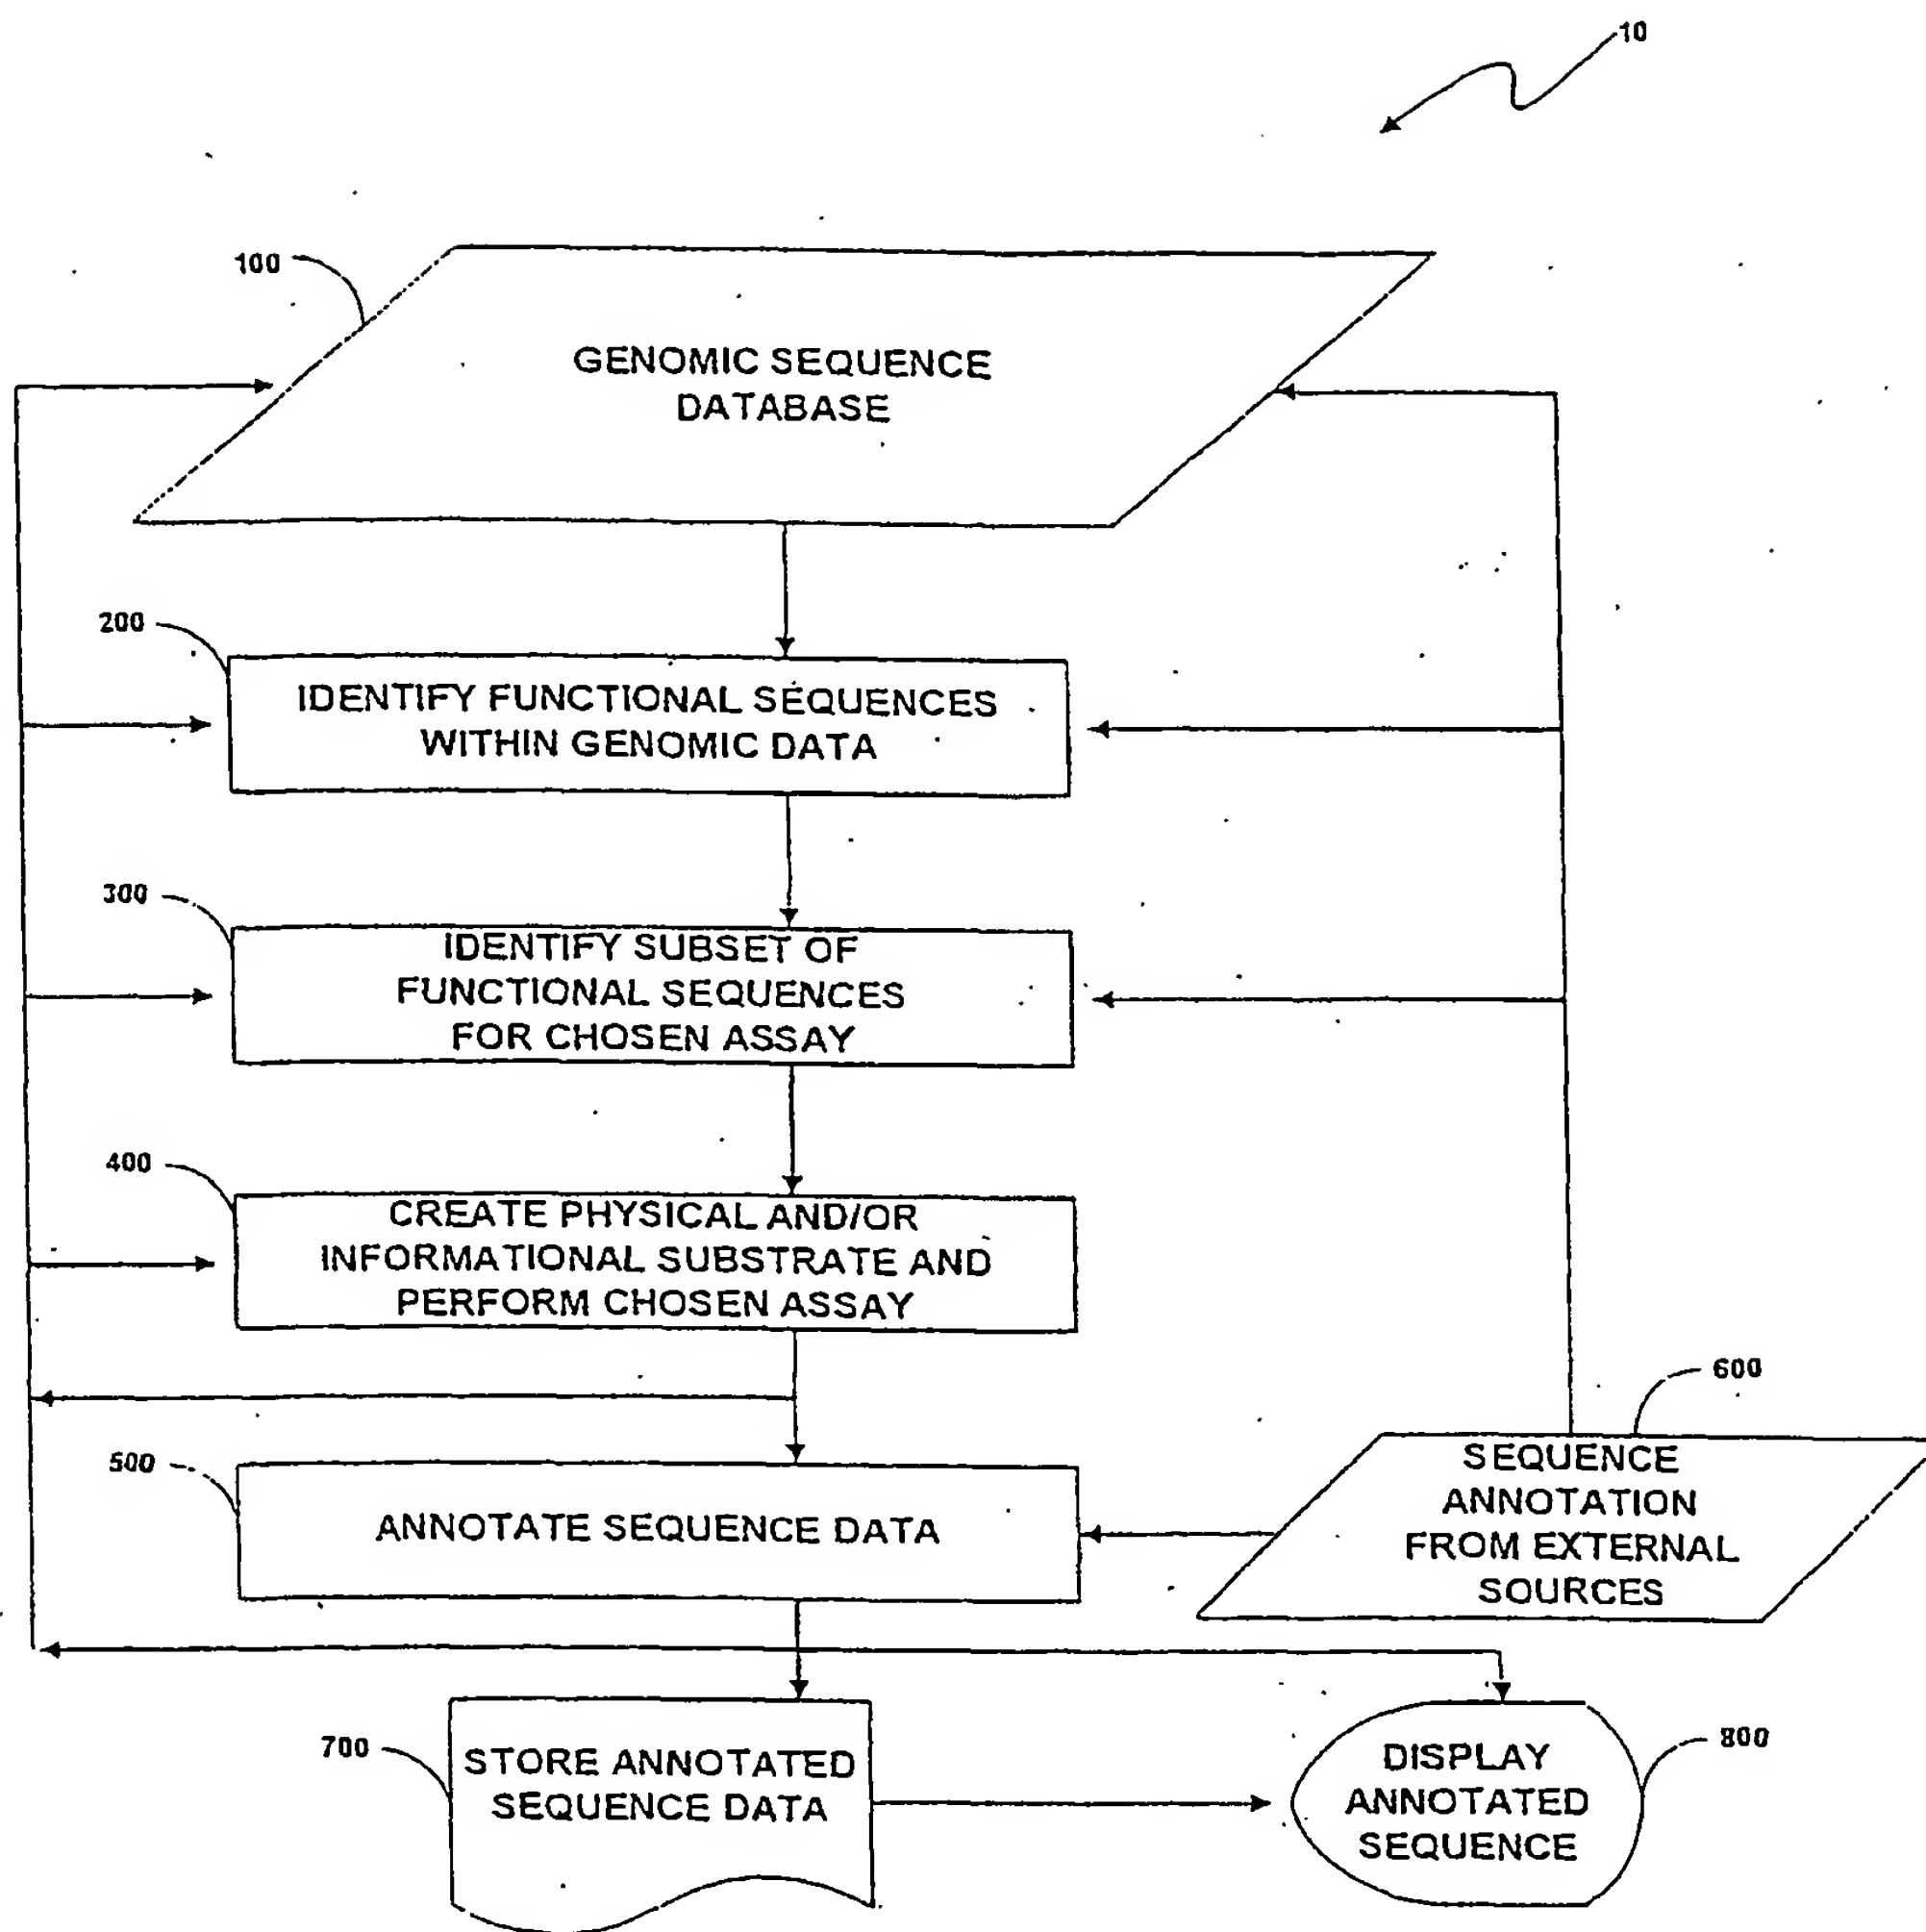 10
100
GENOMIC SEQUENCE
DATABASE
200
IDENTIFY FUNCTIONAL SEQUENCES
WITHIN GENOMIC DATA
300
IDENTIFY SUBSET OF
FUNCTIONAL SEQUENCES
FOR CHOSEN ASSAY
400
CREATE PHYSICAL AND/OR
INFORMATIONAL SUBSTRATE AND
PERFORM CHOSEN ASSAY
500
ANNOTATE SEQUENCE DATA
600
SEQUENCE
ANNOTATION
FROM EXTERNAL
SOURCES
700
STORE ANNOTATED
SEQUENCE DATA
DISPLAY
ANNOTATED
SEQUENCE
800